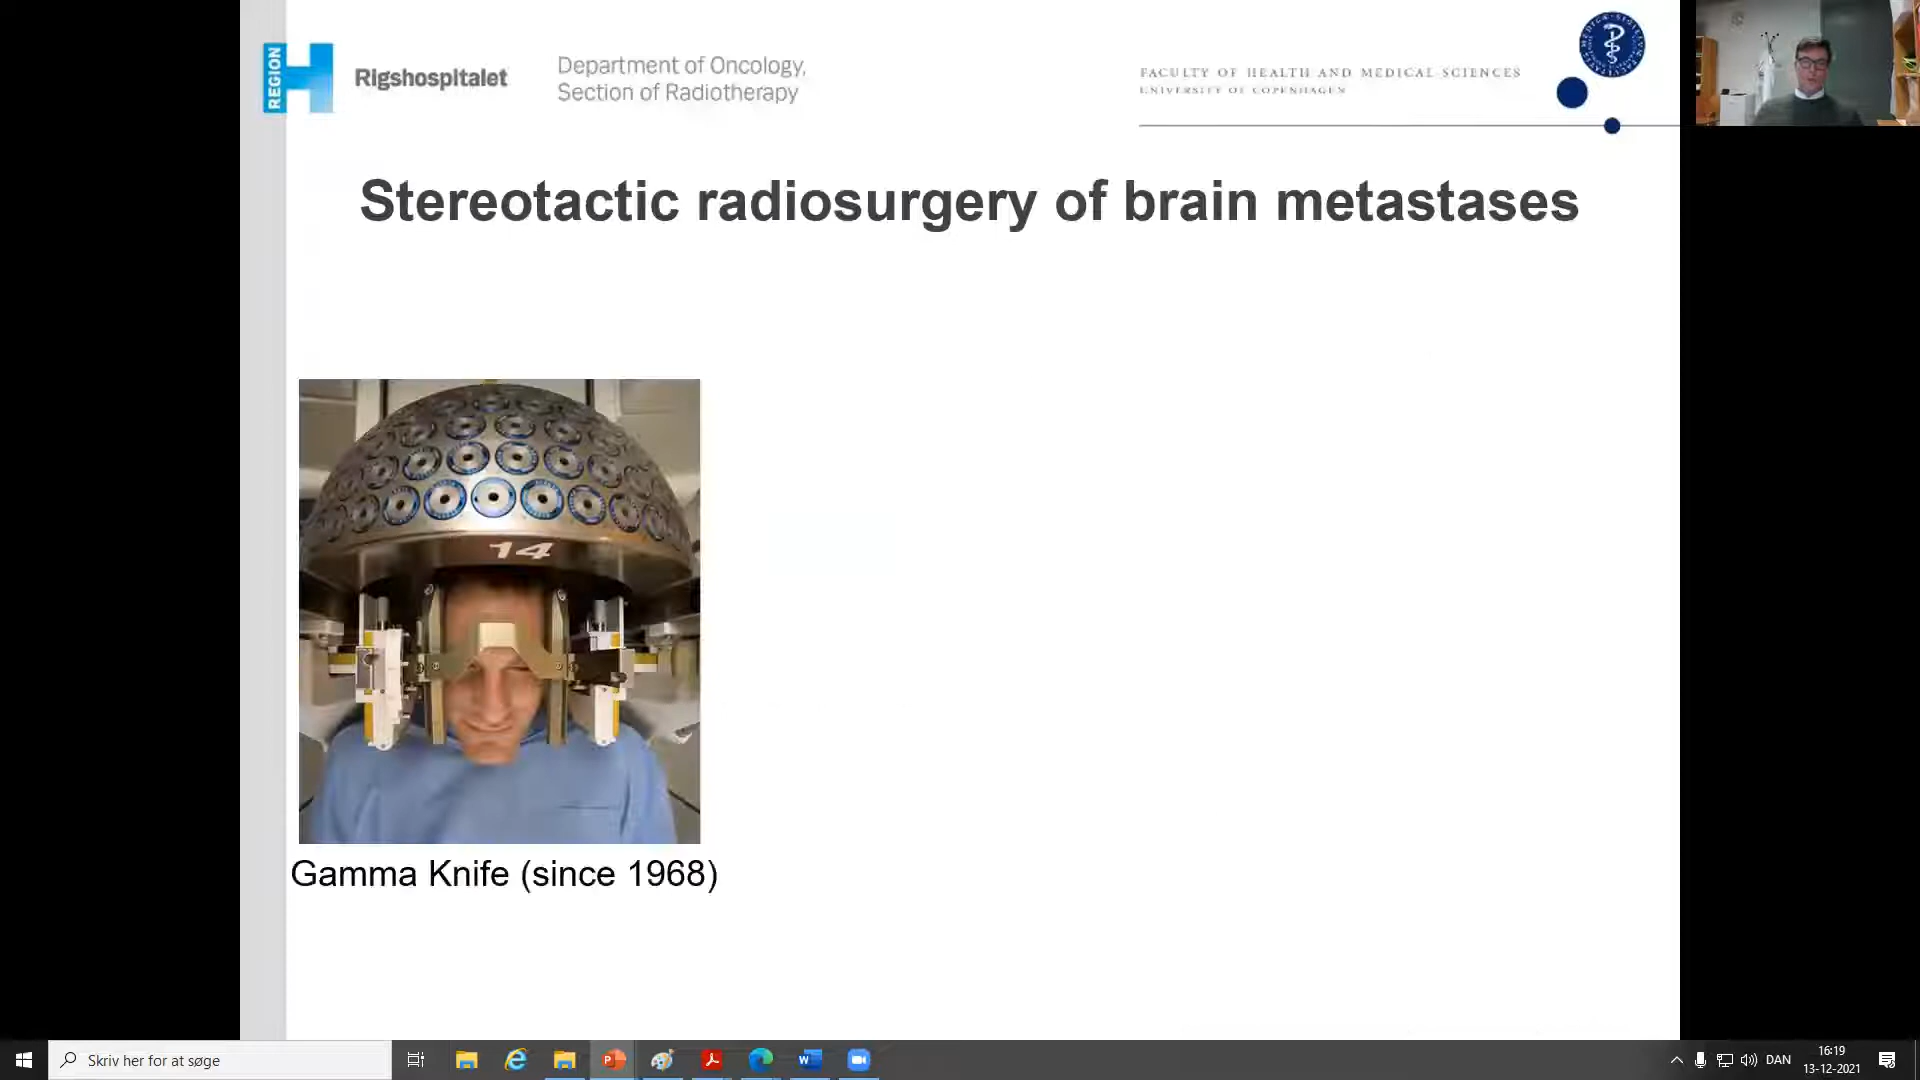 REGION
Rigshospitalet
Department of Oncology,
Section of Radiotherapy
FACULTY OF HEALTH AND MEDICAL SCIENCES
UNIVERSITY OF COPENHAGEN
Stereotactic radiosurgery of brain metastases
14
Gamma Knife (since 1968)
Skriv her for at søge
DAN
16:19
13-12-2021